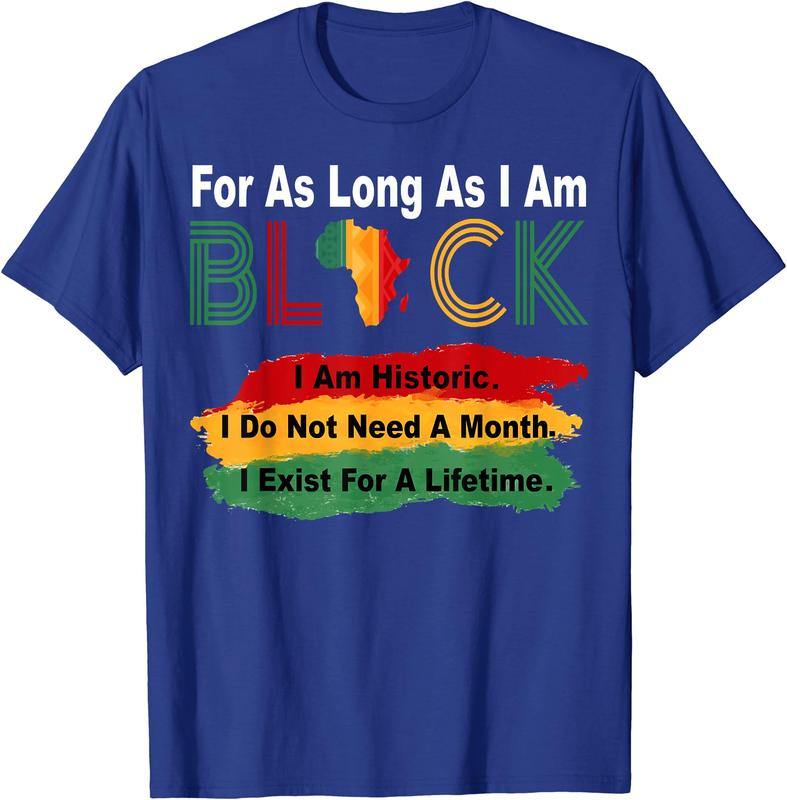 For As Long As I Am
BLACK
I Am Historic.
I Do Not Need A Month.
I Exist For A Lifetime.